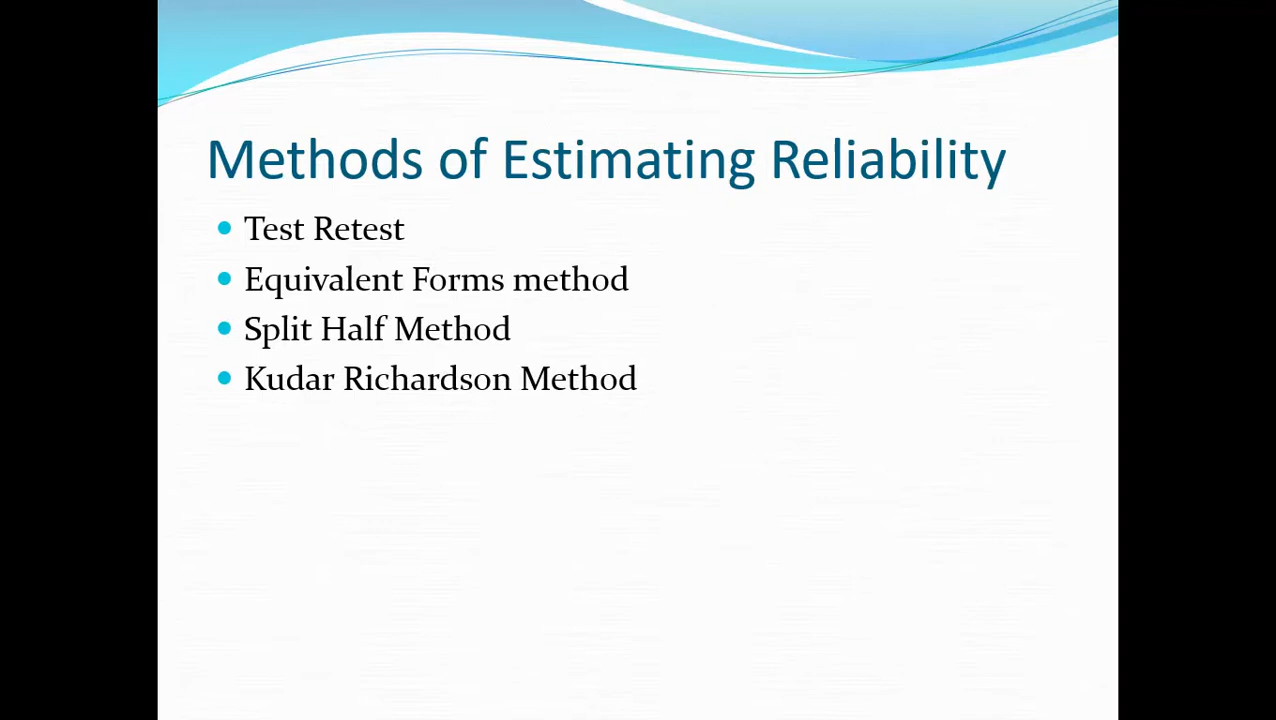 Methods of Estimating Reliability
Test Retest
Equivalent Forms method
Split Half Method
Kudar Richardson Method